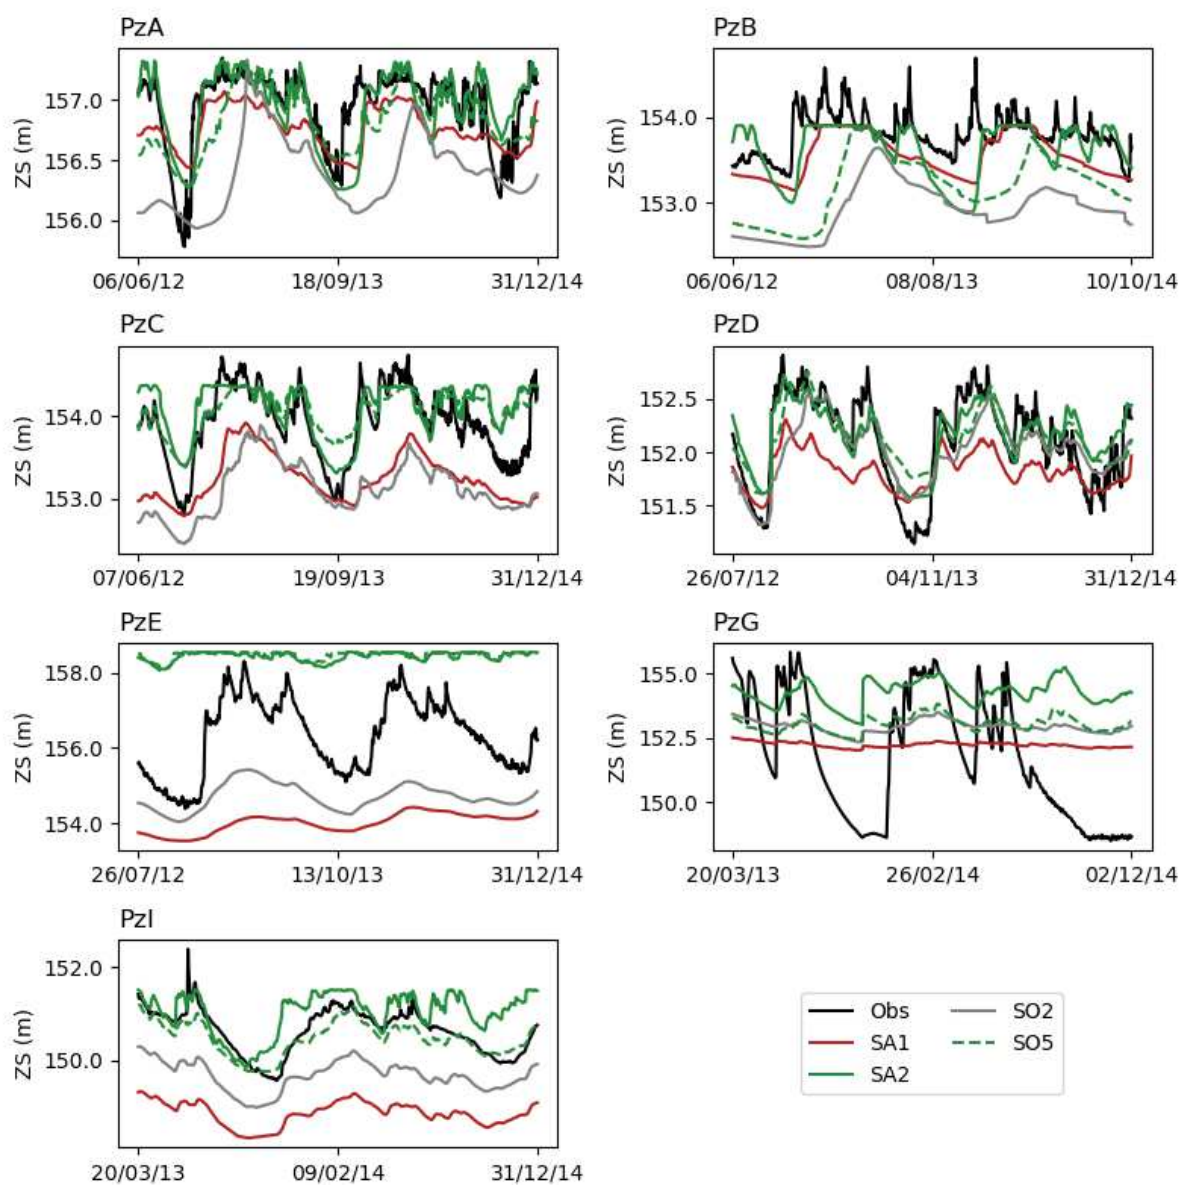 PzA
ZS (m)
157.0
156.5
156.0
06/06/12 18/09/13 31/12/14
PzB
ZS (m)
154.0
153.0
06/06/12 08/08/13 10/10/14
PzC
ZS (m)
154.0
153.0
07/06/12 19/09/13 31/12/14
PzD
ZS (m)
152.5
152.0
151.5
26/07/12 04/11/13 31/12/14
PzE
ZS (m)
158.0
156.0
154.0
26/07/12 13/10/13 31/12/14
PzG
ZS (m)
155.0
152.5
150.0
20/03/13 26/02/14 02/12/14
PzI
ZS (m)
152.0
150.0
20/03/13 09/02/14 31/12/14
Obs
SA1
SA2
SO2
SO5